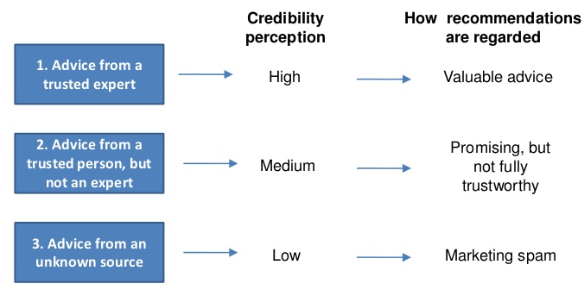 Credibility
perception
How recommendations
are regarded
1. Advice from a
trusted expert
High
Valuable advice
2. Advice from a
trusted person, but
not an expert
Medium
Promising, but
not fully
trustworthy
3. Advice from an
unknown source
Low
Marketing spam